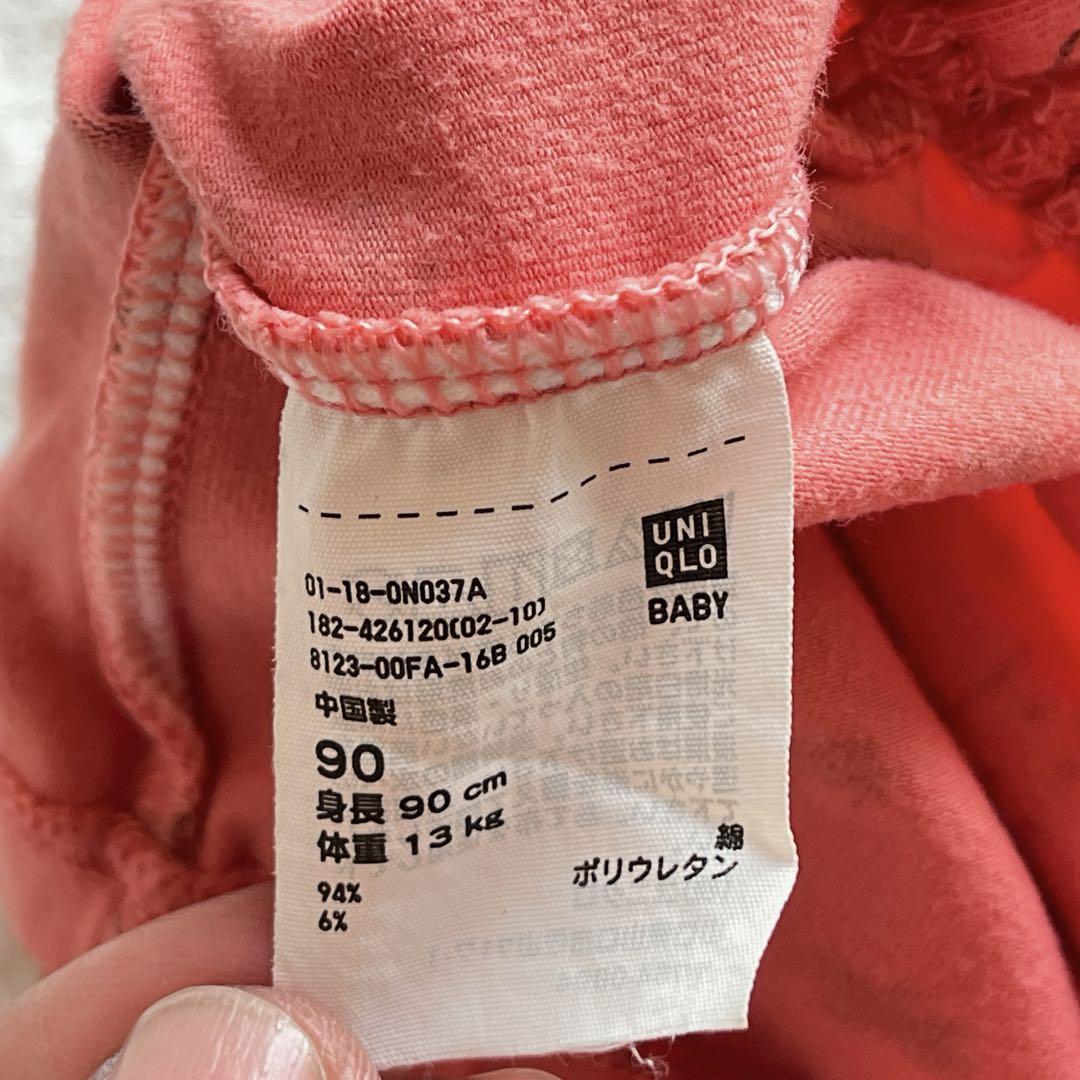 UNI
QLO
BABY
01-18-0N037A
182-426120(02-10)
8123-00FA-16B 005
中国製
90
身長 90 cm
体重 13 kg
綿
94%
ポリウレタン
6%